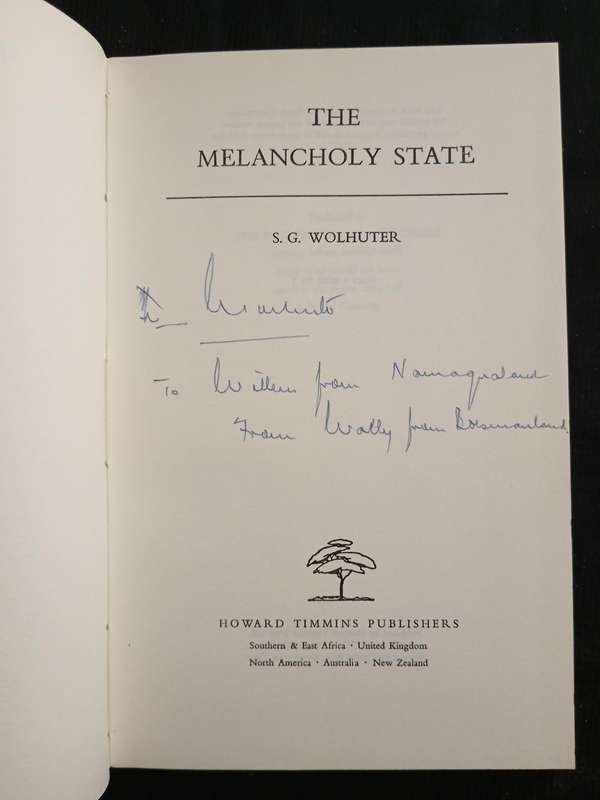 THE
MELANCHOLY STATE
S. G. WOLHUTER
To Willem from Namaqualand
From Wally from Boesmanland.
HOWARD TIMMINS PUBLISHERS
Southern & East Africa · United Kingdom
North America · Australia · New Zealand